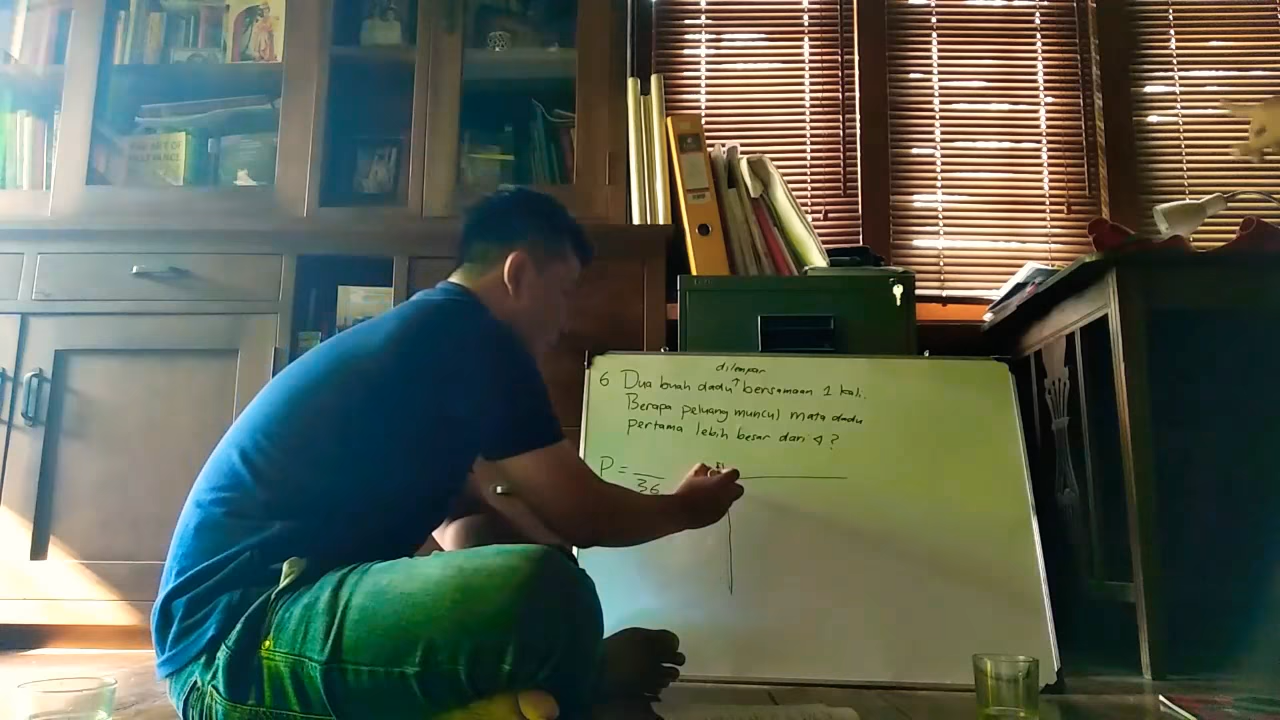 dilempar
6 Dua buah dadu↑ bersamaan 1 kali.
Berapa peluang muncul mata dadu
pertama lebih besar dari 4?
P =
36